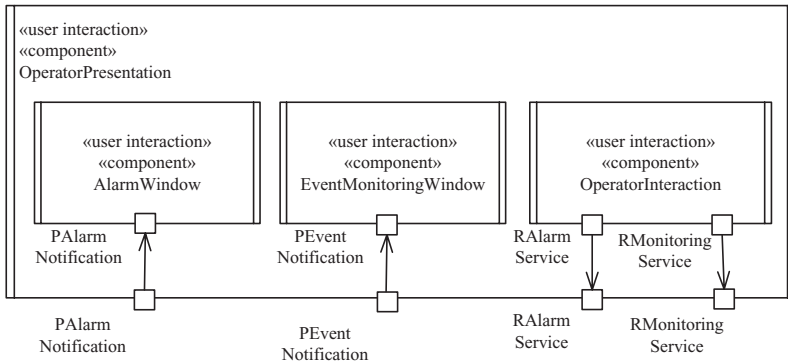 «user interaction»
«component»
OperatorPresentation
«user interaction»
«component»
AlarmWindow
«user interaction»
«component»
EventMonitoringWindow
«user interaction»
«component»
OperatorInteraction
PAlarm
Notification
PEvent
Notification
RAlarm
Service
RMonitoring
Service
PAlarm
Notification
PEvent
Notification
RAlarm
Service
RMonitoring
Service